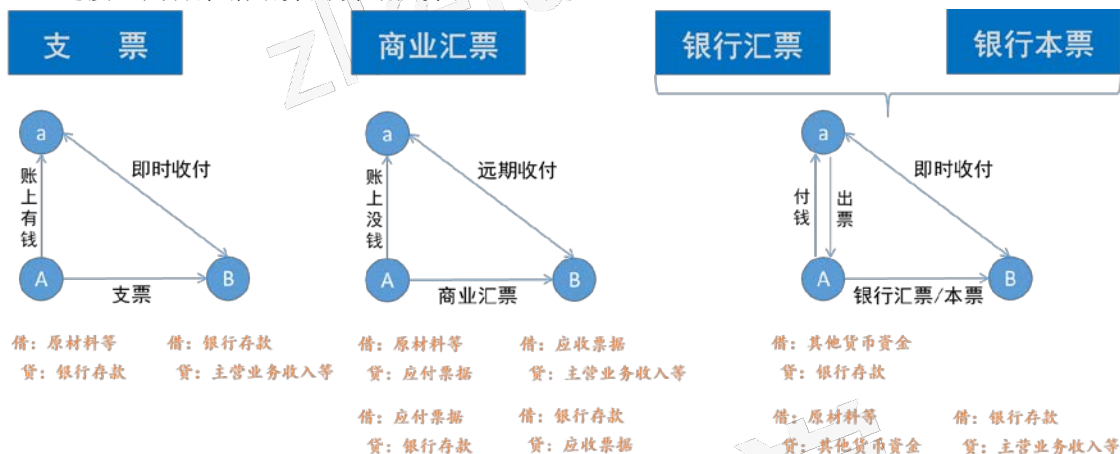 支 票
商业汇票
银行汇票
银行本票
a
即时收付
账上有钱
A
B
支票
a
远期收付
账上没钱
A
B
商业汇票
a
即时收付
付钱
出票
A
B
银行汇票/本票
借：原材料等 借：银行存款
贷：银行存款 贷：主营业务收入等
借：原材料等 借：应收票据
贷：应付票据 贷：主营业务收入等
借：应付票据 借：银行存款
贷：银行存款 贷：应收票据
借：其他货币资金
贷：银行存款
借：原材料等 借：银行存款
贷：其他货币资金 贷：主营业务收入等